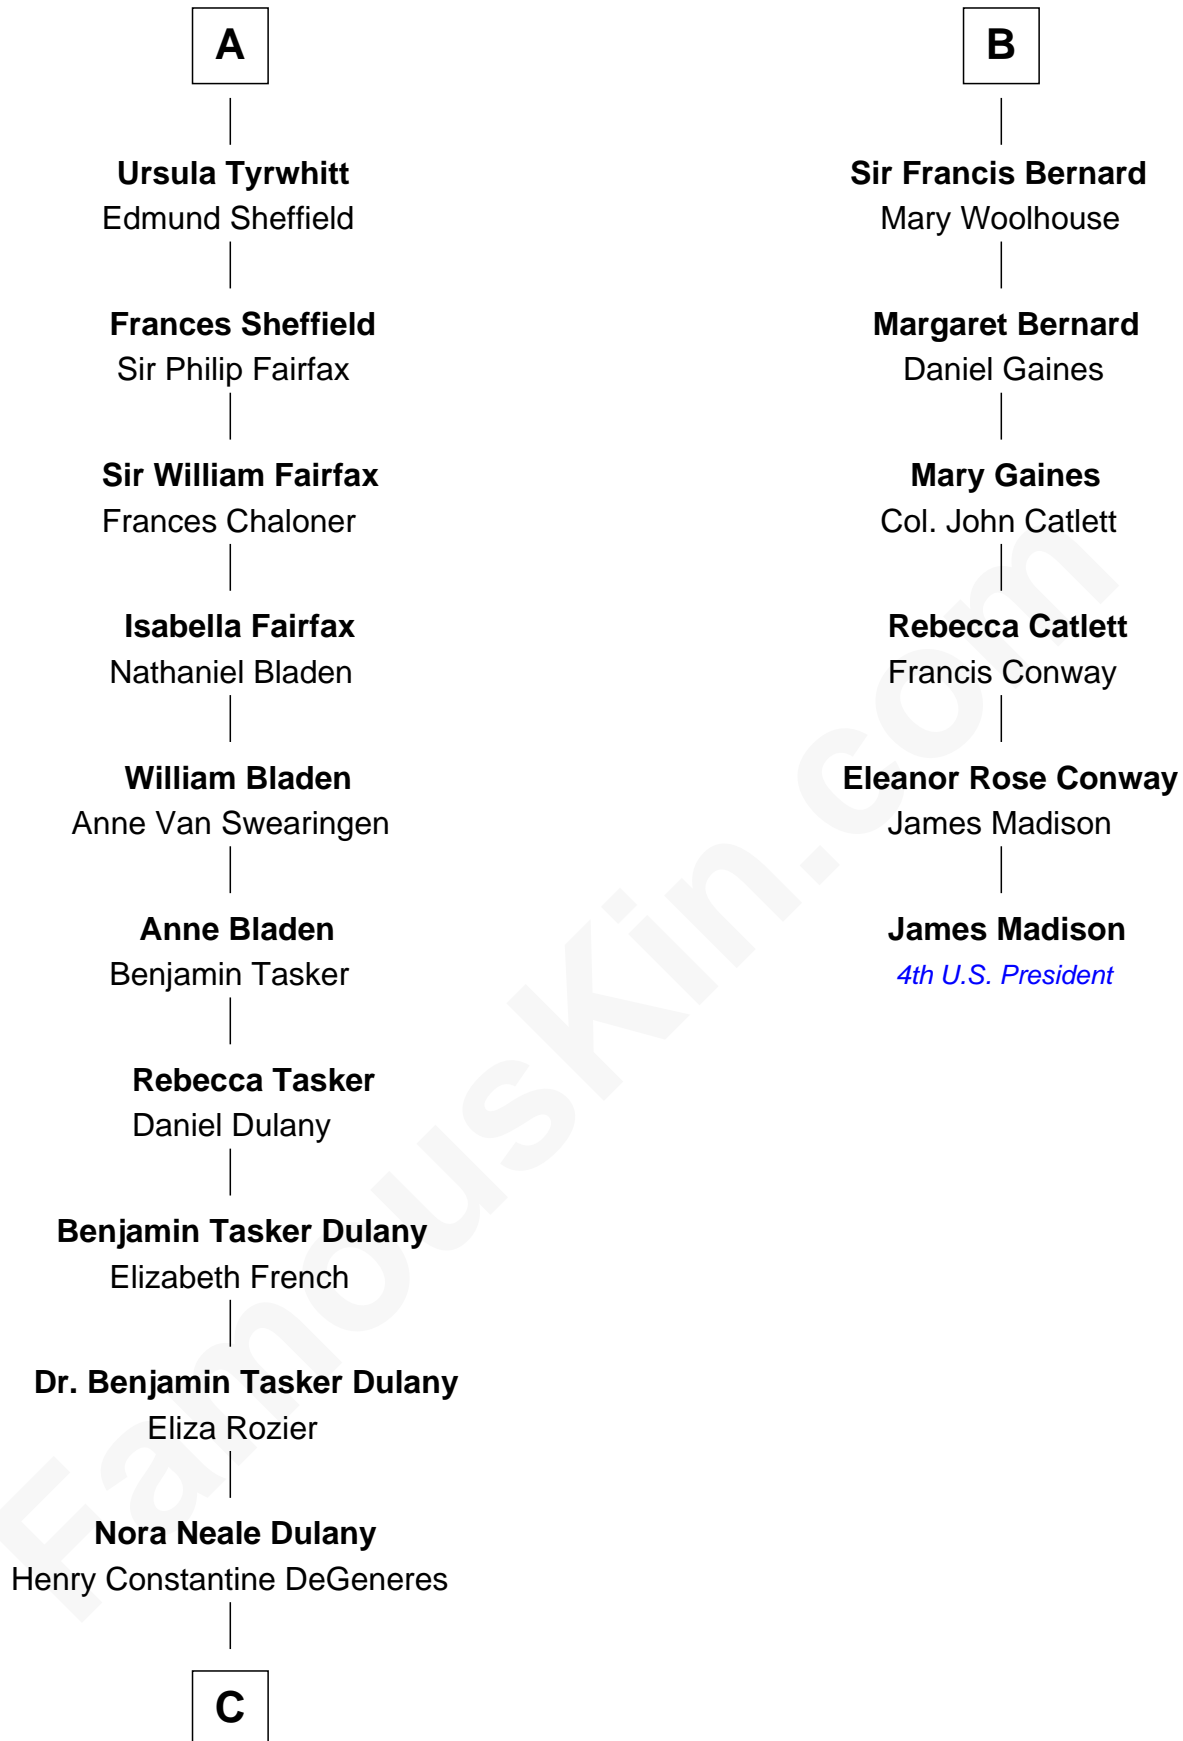 A
Ursula Tyrwhitt
Edmund Sheffield
Frances Sheffield
Sir Philip Fairfax
Sir William Fairfax
Frances Chaloner
Isabella Fairfax
Nathaniel Bladen
William Bladen
Anne Van Swearingen
Anne Bladen
Benjamin Tasker
Rebecca Tasker
Daniel Dulany
Benjamin Tasker Dulany
Elizabeth French
Dr. Benjamin Tasker Dulany
Eliza Rozier
Nora Neale Dulany
Henry Constantine DeGeneres
C
B
Sir Francis Bernard
Mary Woolhouse
Margaret Bernard
Daniel Gaines
Mary Gaines
Col. John Catlett
Rebecca Catlett
Francis Conway
Eleanor Rose Conway
James Madison
James Madison
4th U.S. President
FamousKin.com